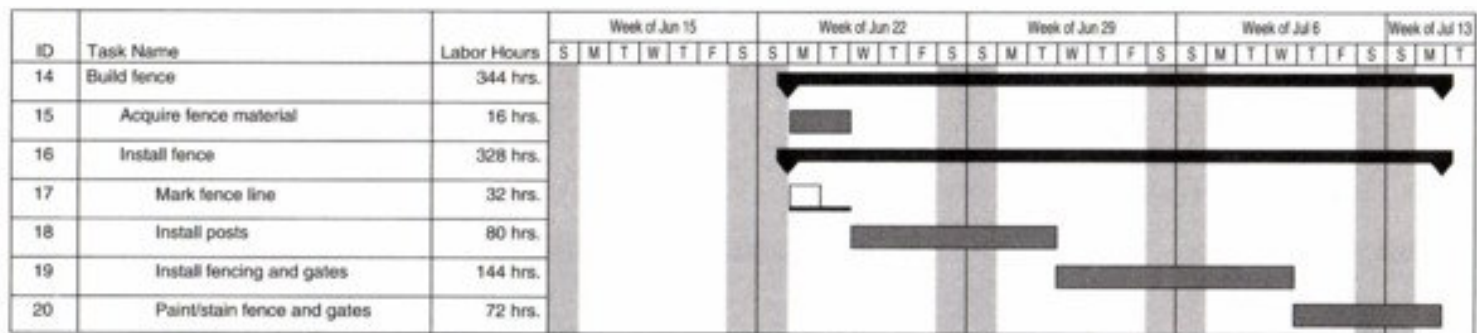 Week of Jun 15 Week of Jun 22 Week of Jun 29 Week of Jul 6 Week of Jul 13
ID Task Name Labor Hours S M T W T F S S M T W T F S S M T W T F S S M T W T F S S M T
14 Build fence 344 hrs.
15 Acquire fence material 16 hrs.
16 Install fence 328 hrs.
17 Mark fence line 32 hrs.
18 Install posts 80 hrs.
19 Install fencing and gates 144 hrs.
20 Paint/stain fence and gates 72 hrs.